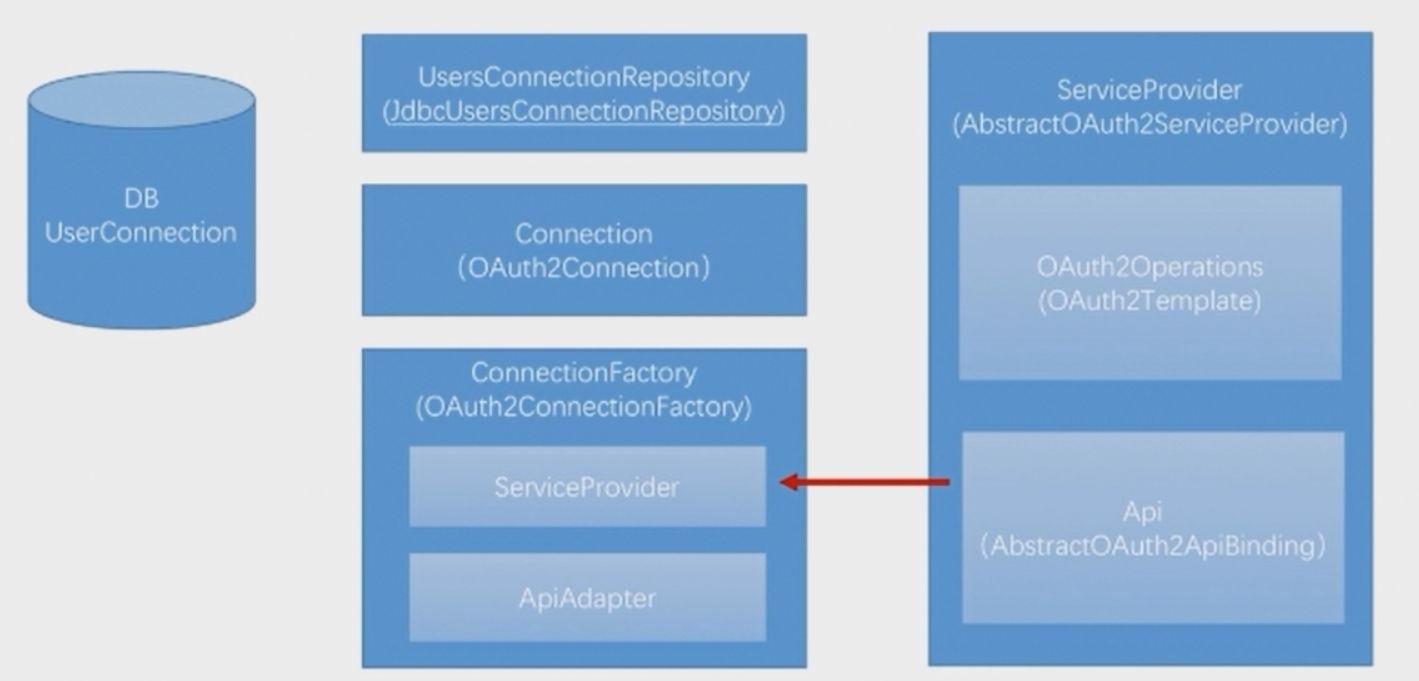 DB
UserConnection
UsersConnectionRepository
(JdbcUsersConnectionRepository)
Connection
(OAuth2Connection)
ConnectionFactory
(OAuth2ConnectionFactory)
ServiceProvider
ApiAdapter
ServiceProvider
(AbstractOAuth2ServiceProvider)
OAuth2Operations
(OAuth2Template)
Api
(AbstractOAuth2ApiBinding)